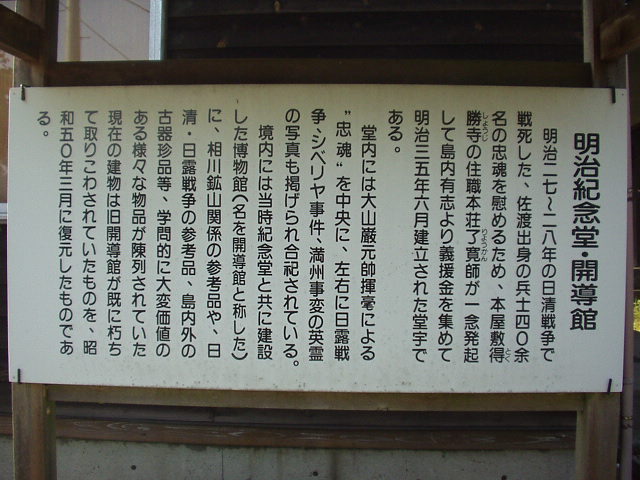 明治紀念堂・開導館
明治二七~二八年の日清戦争で
戦死した、佐渡出身の兵士四〇余
名の忠魂を慰めるため、本屋敷得
勝寺の住職本荘了寛師が一念発起
して島内有志より義援金を集めて
明治三五年六月建立された堂宇で
ある。
堂内には大山厳元帥揮毫による
“忠魂“を中央に、左右に日露戦
争、シベリヤ事件、満州事変の英霊
の写真も掲げられ合祀されている。
境内には当時紀念堂と共に建設
した博物館(名を開導館と称した)
に、相川鉱山関係の参考品や、日
清・日露戦争の参考品、島内外の
古器珍品等、学問的に大変価値の
ある様々な物品が陳列されていた
現在の建物は旧開導館が既に朽ち
て取りこわされていたものを、昭
和五〇年三月に復元したものであ
る。